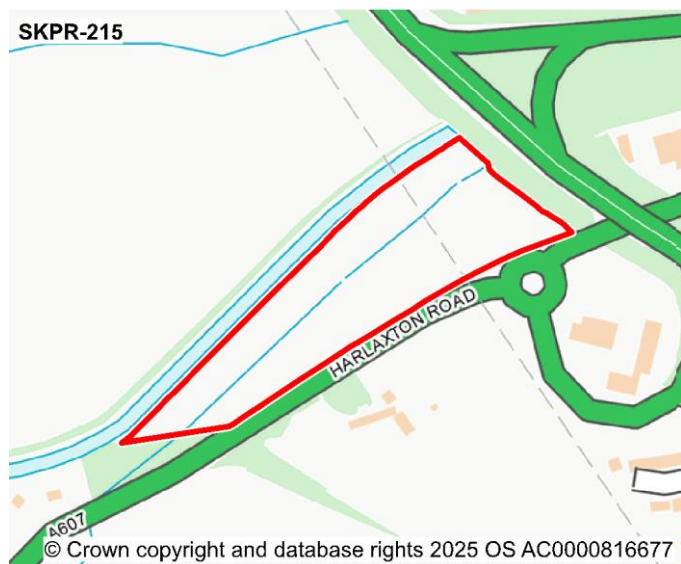 SKPR-215
HARLAXTON ROAD
A607
© Crown copyright and database rights 2025 OS AC0000816677